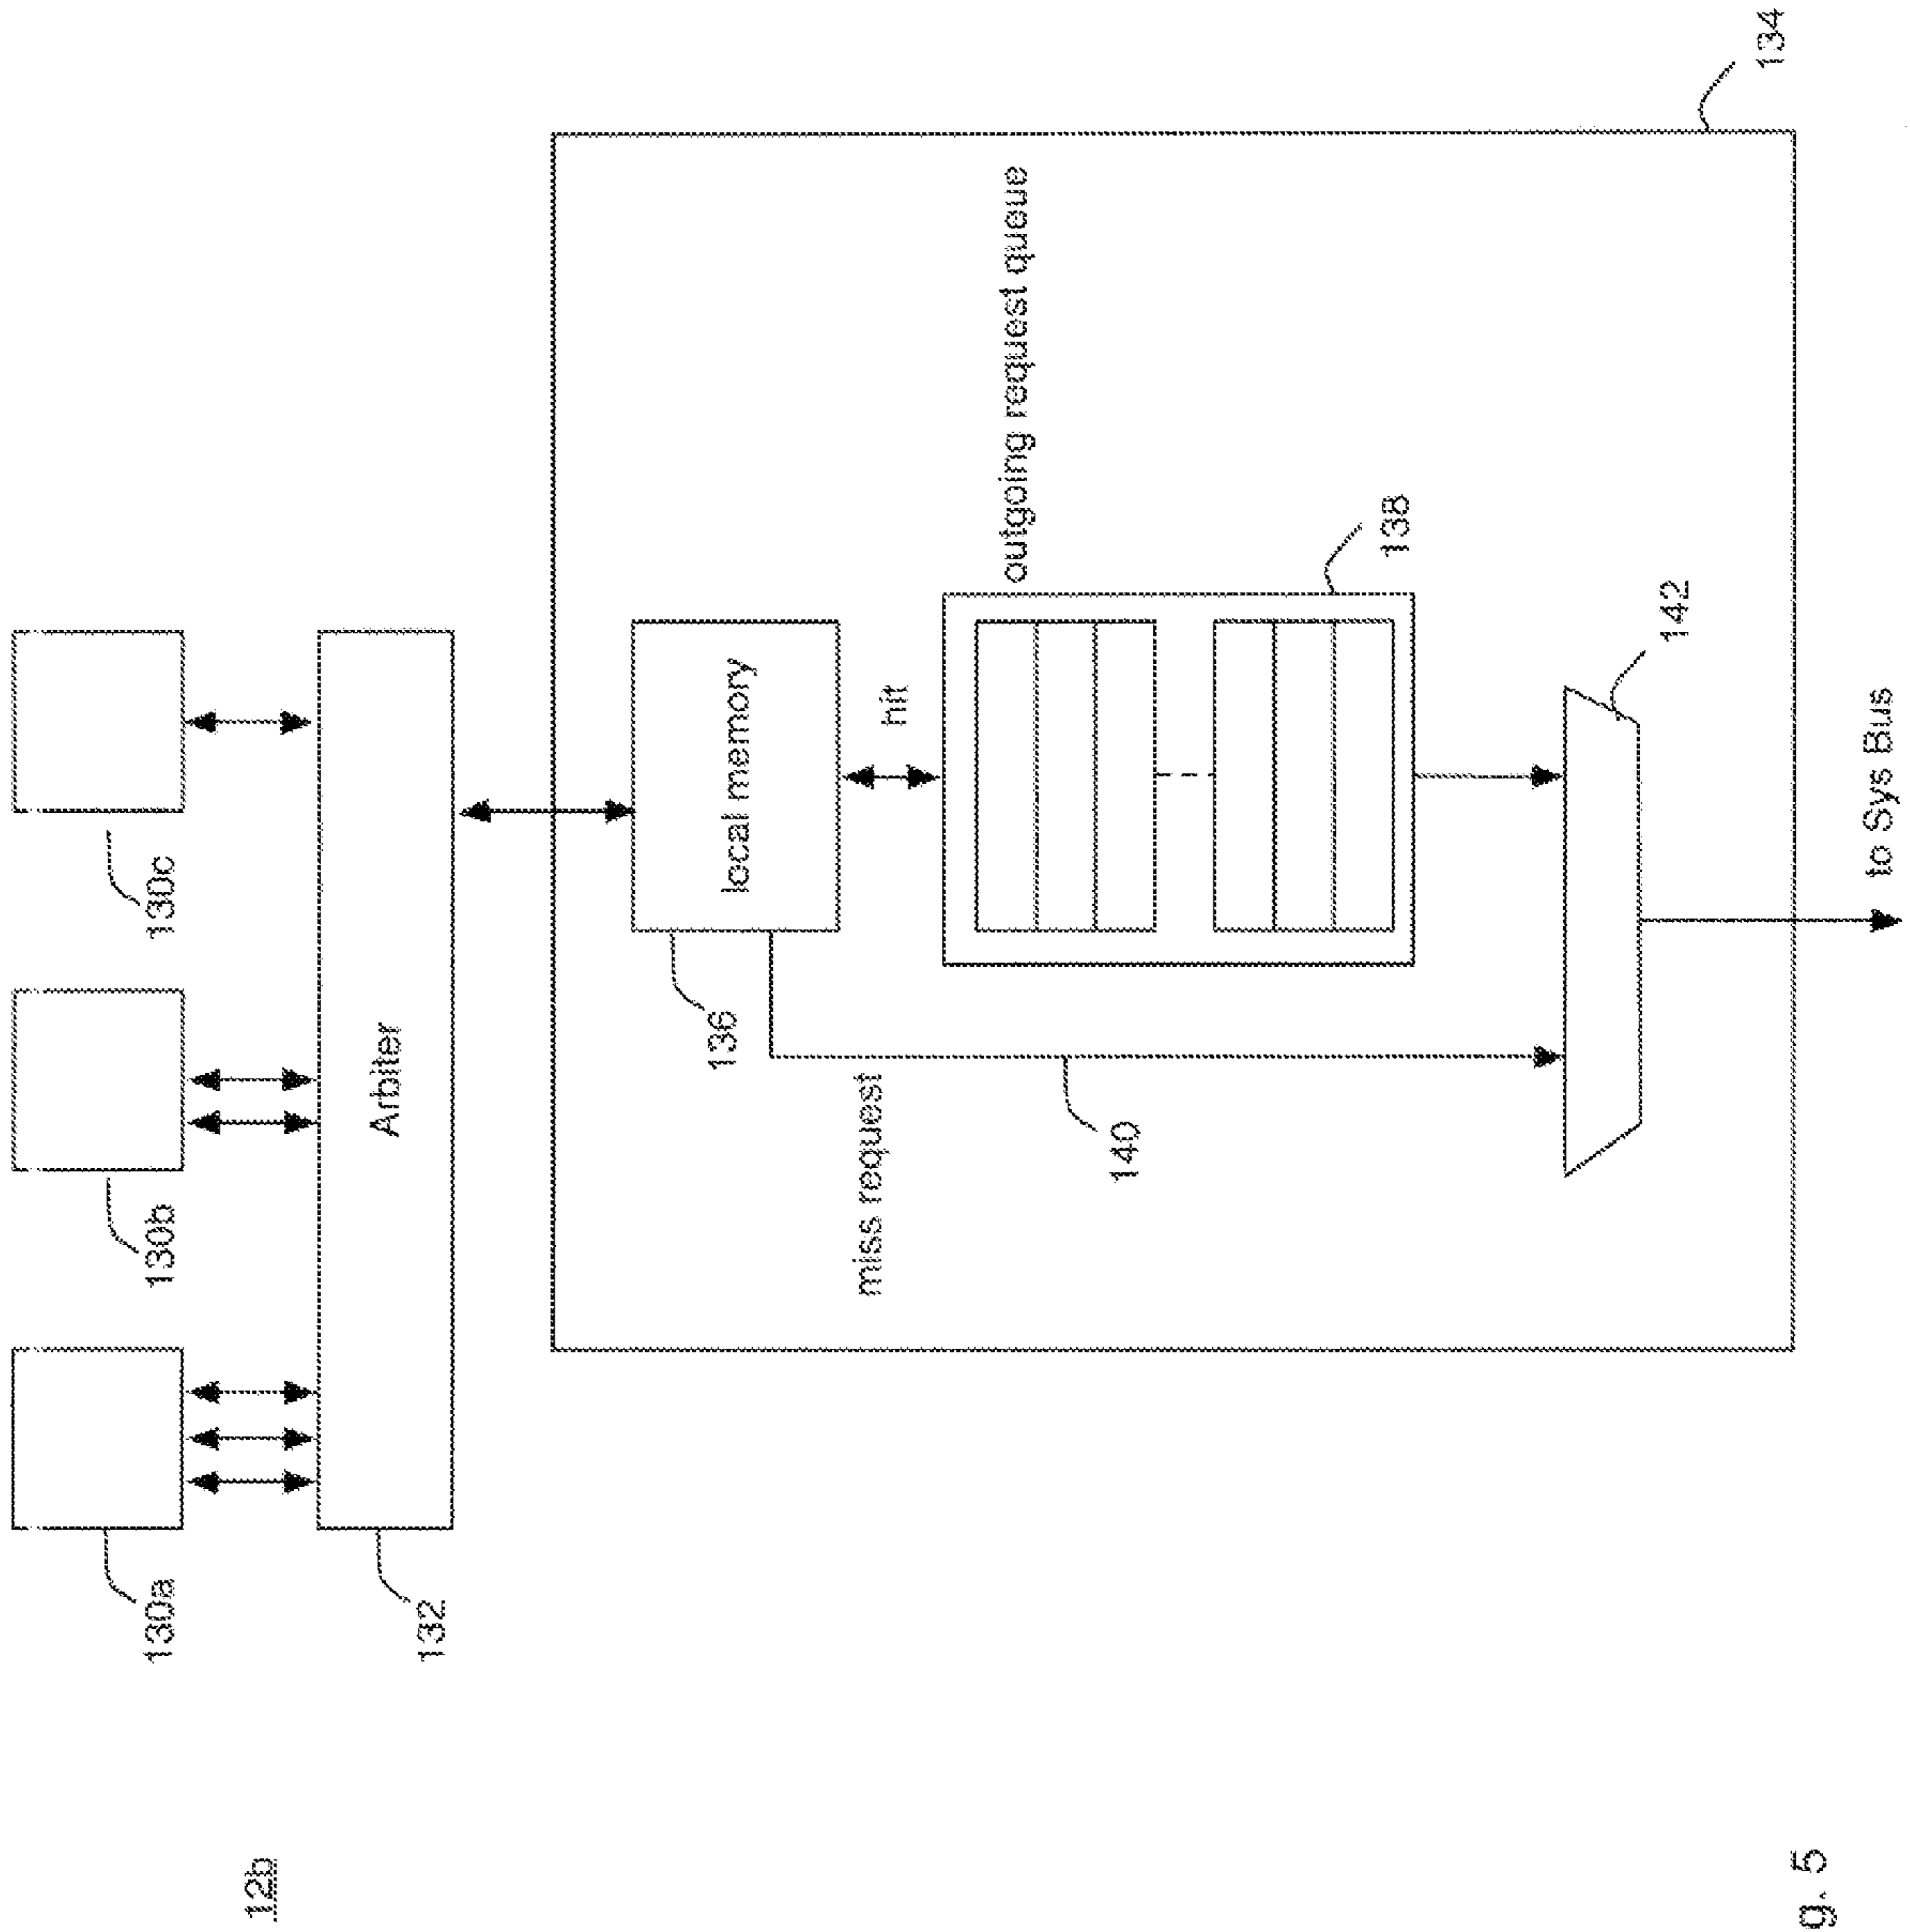 12b
130a
130b
130c
Arbiter
132
134
local memory
136
hit
outgoing request queue
138
miss request
140
142
to Sys Bus
g. 5